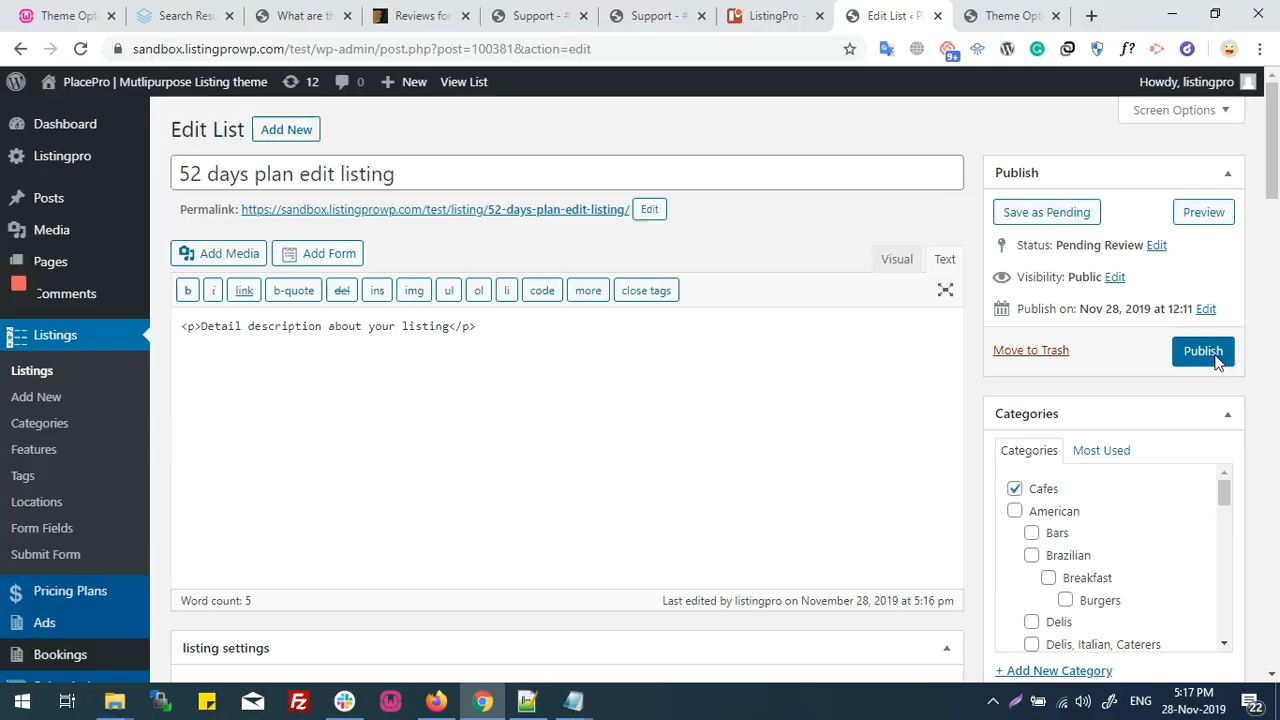 Theme Opt
Search Res
What are th
Reviews for
Support - #
Support - #
ListingPro -
Edit List ‹ P
Theme Opt
sandbox.listingprowp.com/test/wp-admin/post.php?post=100381&action=edit
9+
PlacePro | Mutlipurpose Listing theme
12
0
New
View List
Howdy, listingpro
Dashboard
Listingpro
Posts
Media
Pages
Comments
Listings
Listings
Add New
Categories
Features
Tags
Locations
Form Fields
Submit Form
Pricing Plans
Ads
Bookings
Screen Options
Edit List
Add New
52 days plan edit listing
Permalink: https://sandbox.listingprowp.com/test/listing/52-days-plan-edit-listing/ Edit
Add Media
Add Form
Visual
Text
b
i
link
b-quote
del
ins
img
ul
ol
li
code
more
close tags
<p>Detail description about your listing</p>
Word count: 5
Last edited by listingpro on November 28, 2019 at 5:16 pm
listing settings
Publish
Save as Pending
Preview
Status: Pending Review Edit
Visibility: Public Edit
Publish on: Nov 28, 2019 at 12:11 Edit
Move to Trash
Publish
Categories
Categories
Most Used
Cafes
American
Bars
Brazilian
Breakfast
Burgers
Delis
Delis, Italian, Caterers
+ Add New Category
ENG
5:17 PM
28-Nov-2019
22